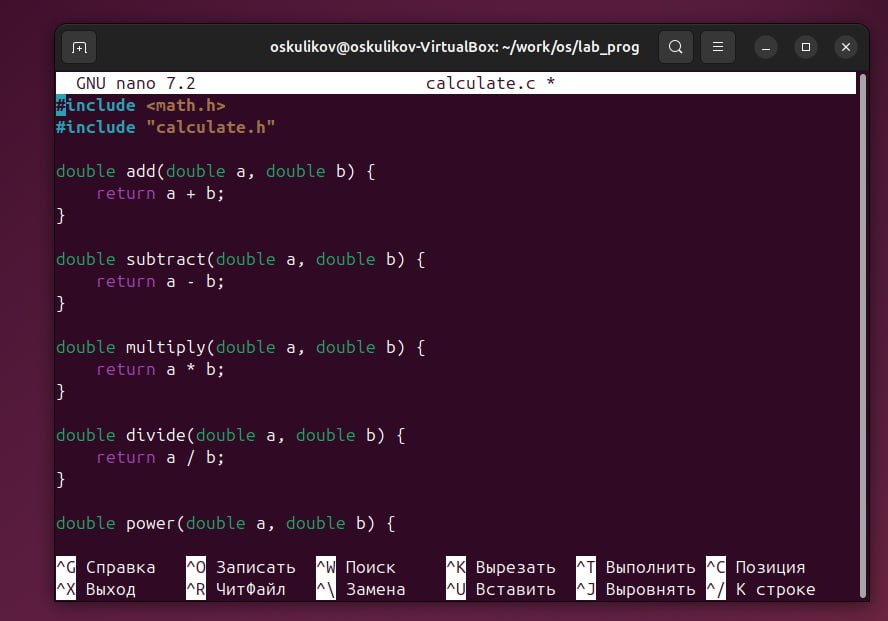 oskulikov@oskulikov-VirtualBox: ~/work/os/lab_prog
GNU nano 7.2 calculate.c *
#include <math.h>
#include "calculate.h"
double add(double a, double b) {
return a + b;
}
double subtract(double a, double b) {
return a - b;
}
double multiply(double a, double b) {
return a * b;
}
double divide(double a, double b) {
return a / b;
}
double power(double a, double b) {
^G Справка ^O Записать ^W Поиск ^K Вырезать ^T Выполнить ^C Позиция
^X Выход ^R ЧитФайл ^\ Замена ^U Вставить ^J Выровнять ^/ К строке